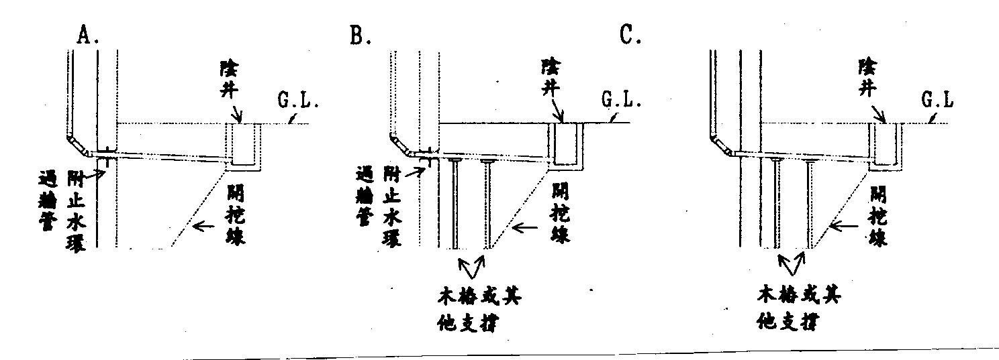 A.
陰井
G.L.
過牆管
附止水環
開挖線
B.
陰井
G.L.
過牆管
附止水環
開挖線
木樁或其
他支撐
C.
陰井
G.L
開挖線
木樁或其
他支撐